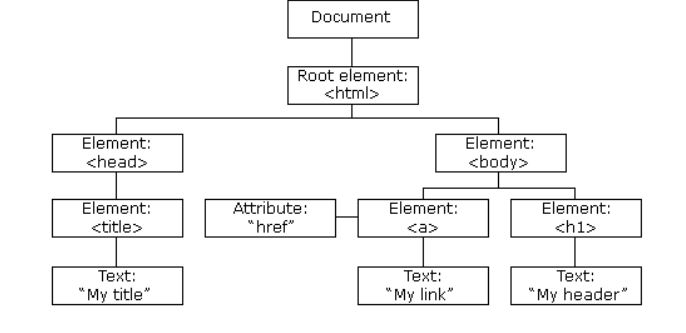 Document
Root element:
<html>
Element:
<head>
Element:
<body>
Element:
<title>
Attribute:
“href”
Element:
<a>
Element:
<h1>
Text:
“My title”
Text:
“My link”
Text:
“My header”